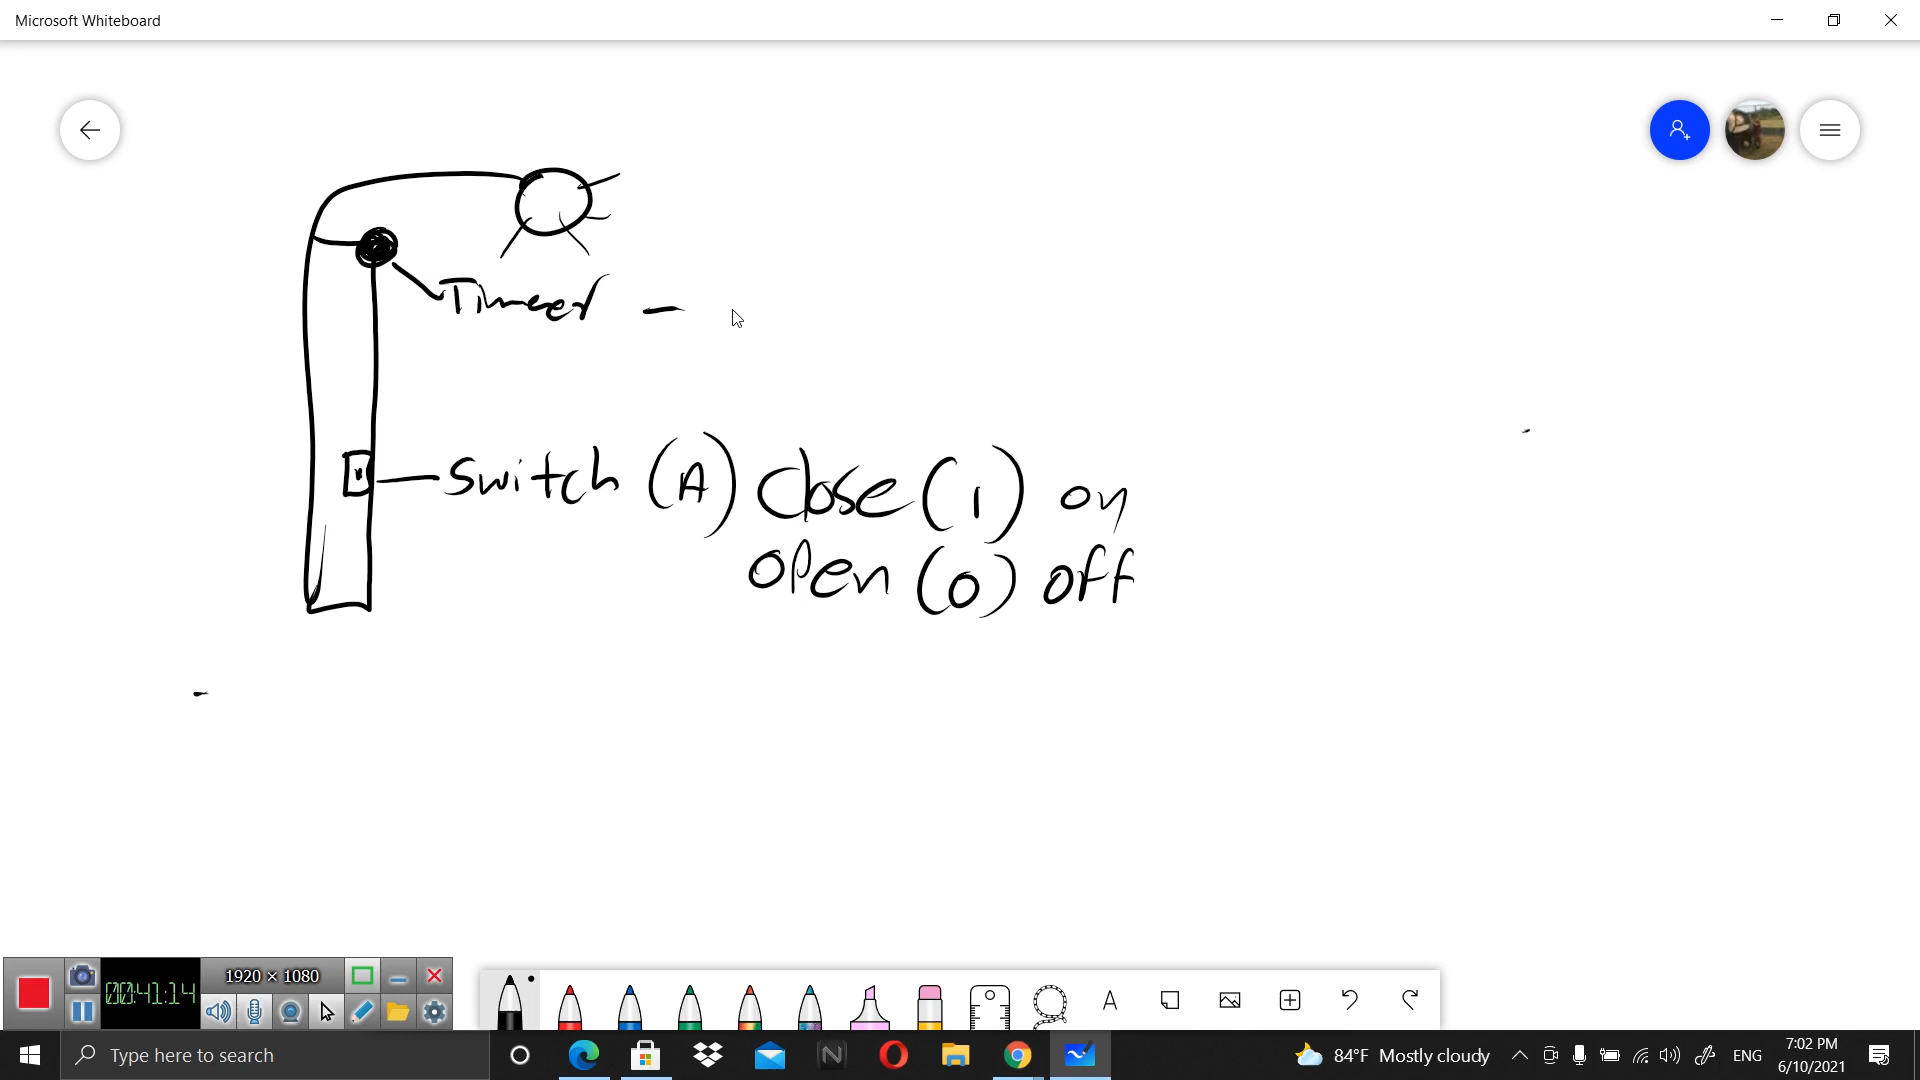 Microsoft Whiteboard
Timeer -
Switch (A) Close (1) on
open (0) off
00:41:14
1920 × 1080
A
Type here to search
N
84°F Mostly cloudy
ENG
7:02 PM
6/10/2021